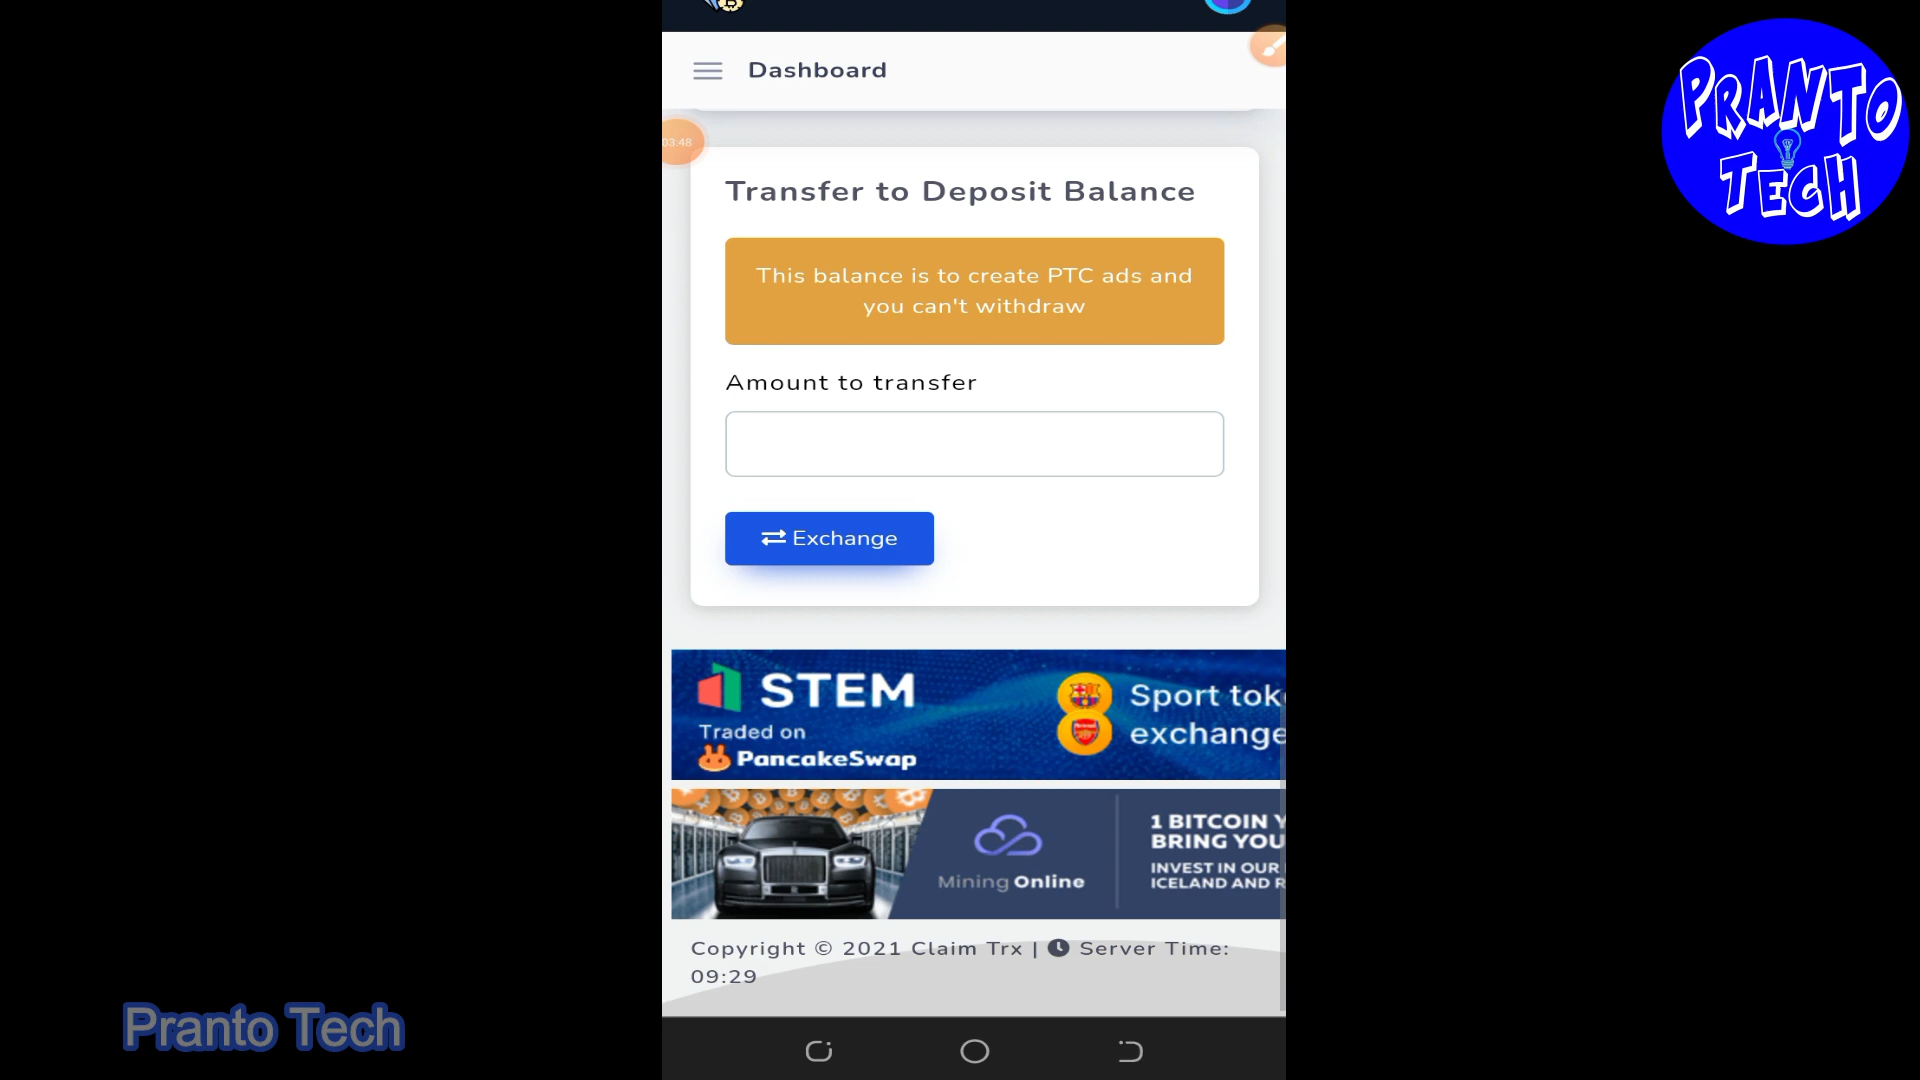 Dashboard
03:48
PRANTO
TECH
Transfer to Deposit Balance
This balance is to create PTC ads and
you can't withdraw
Amount to transfer
Exchange
STEM
Traded on
PancakeSwap
Sport tok
exchange
Mining Online
1 BITCOIN Y
BRING YOU
INVEST IN OUR
ICELAND AND R
Copyright © 2021 Claim Trx | Server Time:
09:29
Pranto Tech